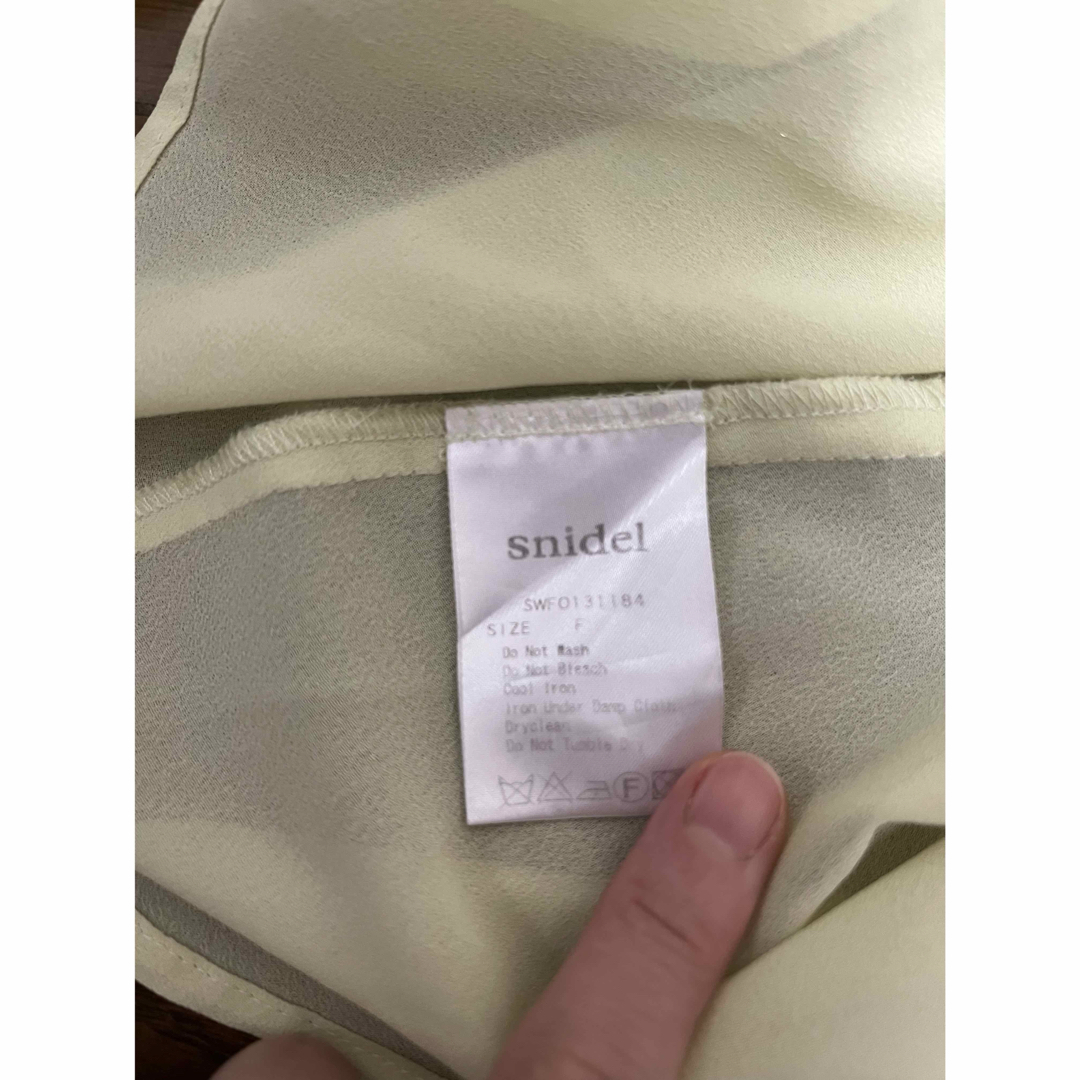 snidel
SWFO131184
SIZE F
Do Not Wash
Do Not Bleach
Cool Iron
Iron Under Damp Cloth
Dryclean
Do Not Tumble Dry
F